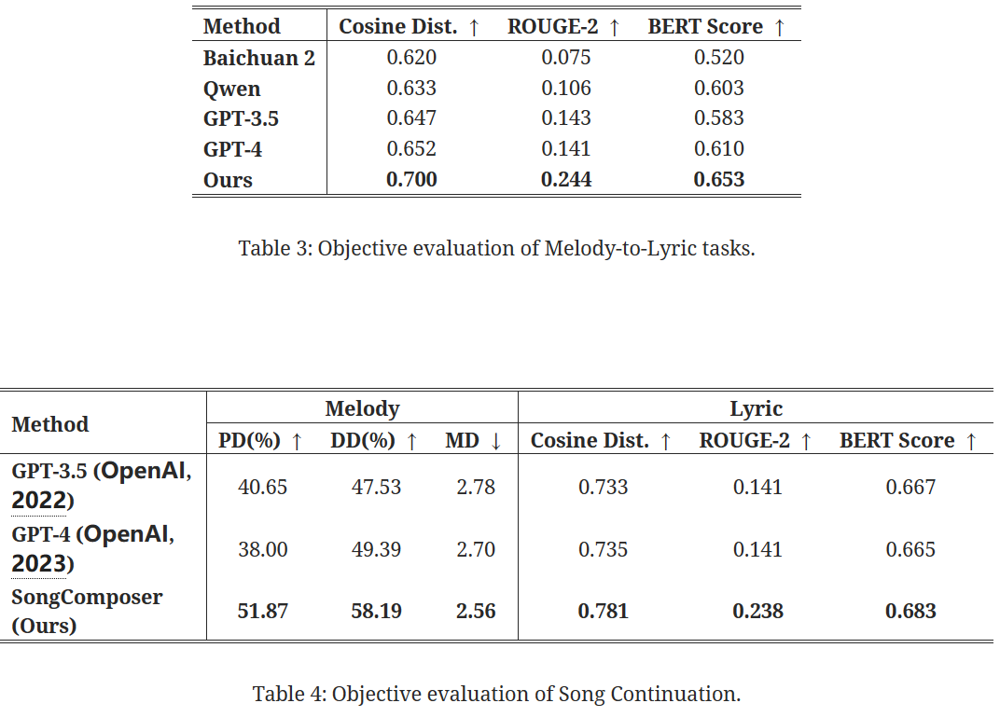 Method Cosine Dist. ↑ ROUGE-2 ↑ BERT Score ↑
Baichuan 2 0.620 0.075 0.520
Qwen 0.633 0.106 0.603
GPT-3.5 0.647 0.143 0.583
GPT-4 0.652 0.141 0.610
Ours 0.700 0.244 0.653
Table 3: Objective evaluation of Melody-to-Lyric tasks.
Method Melody Lyric
PD(%) ↑ DD(%) ↑ MD ↓ Cosine Dist. ↑ ROUGE-2 ↑ BERT Score ↑
GPT-3.5 (OpenAI,
2022) 40.65 47.53 2.78 0.733 0.141 0.667
GPT-4 (OpenAI,
2023) 38.00 49.39 2.70 0.735 0.141 0.665
SongComposer
(Ours) 51.87 58.19 2.56 0.781 0.238 0.683
Table 4: Objective evaluation of Song Continuation.